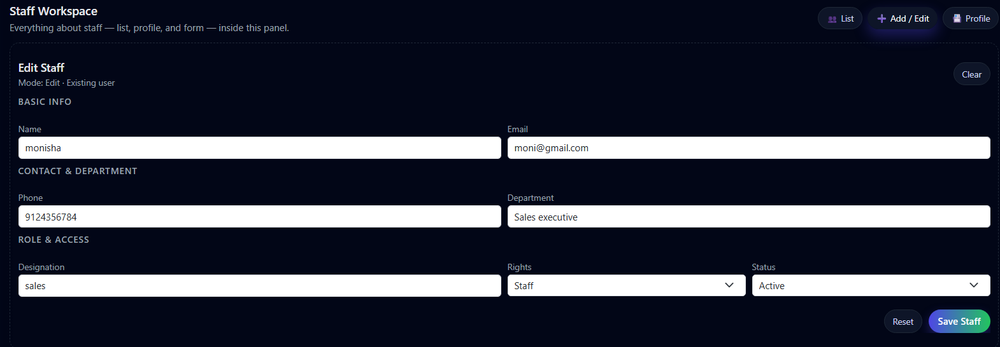 Staff Workspace
Everything about staff — list, profile, and form — inside this panel.
List
Add / Edit
Profile
Edit Staff
Mode: Edit · Existing user
Clear
BASIC INFO
Name
Email
monisha
moni@gmail.com
CONTACT & DEPARTMENT
Phone
Department
9124356784
Sales executive
ROLE & ACCESS
Designation
Rights
Status
sales
Staff
Active
Reset
Save Staff